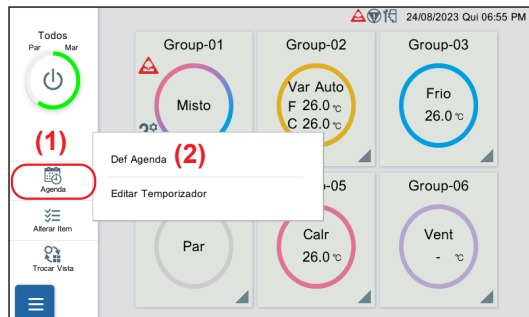 24/08/2023 Qui 06:55 PM
Todos
Par Mar
(1)
Agenda
Alterar Item
Trocar Vista
Group-01
Misto
Group-02
Var Auto
F 26.0 ℃
C 26.0 ℃
Group-03
Frio
26.0 ℃
Def Agenda (2)
Editar Temporizador
Par
-05
Calr
26.0 ℃
Group-06
Vent
- ℃